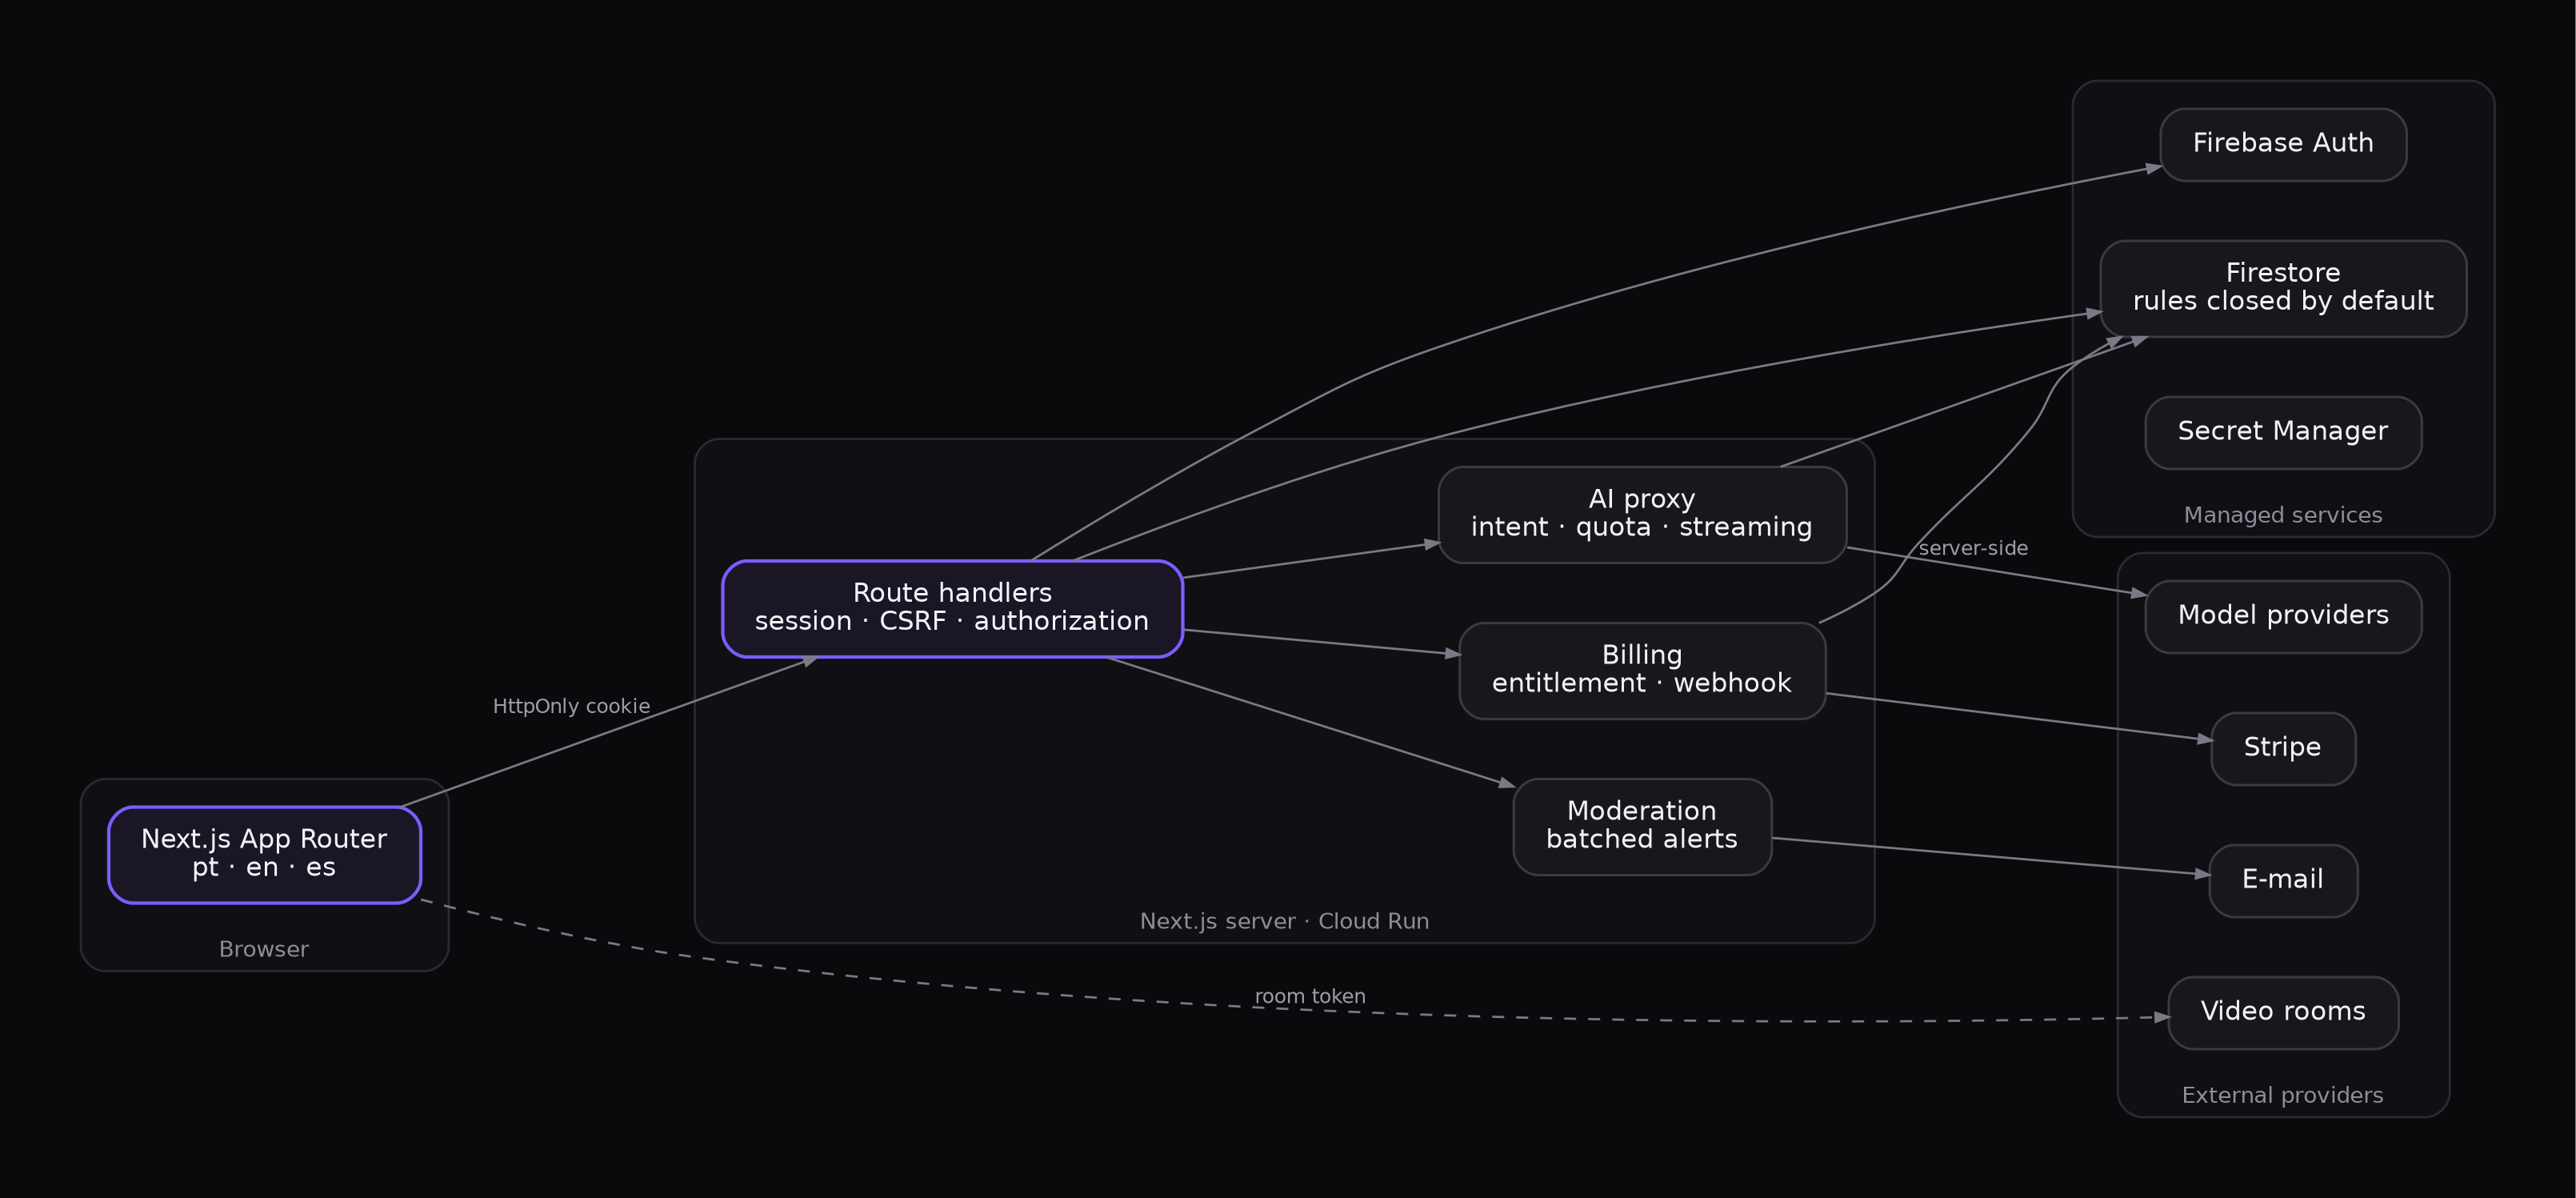 Firebase Auth
Firestore
rules closed by default
Secret Manager
Managed services
AI proxy
intent · quota · streaming
server-side
Route handlers
session · CSRF · authorization
Model providers
Billing
entitlement · webhook
HttpOnly cookie
Stripe
Moderation
batched alerts
Next.js App Router
pt · en · es
E-mail
Next.js server · Cloud Run
Browser
room token
Video rooms
External providers